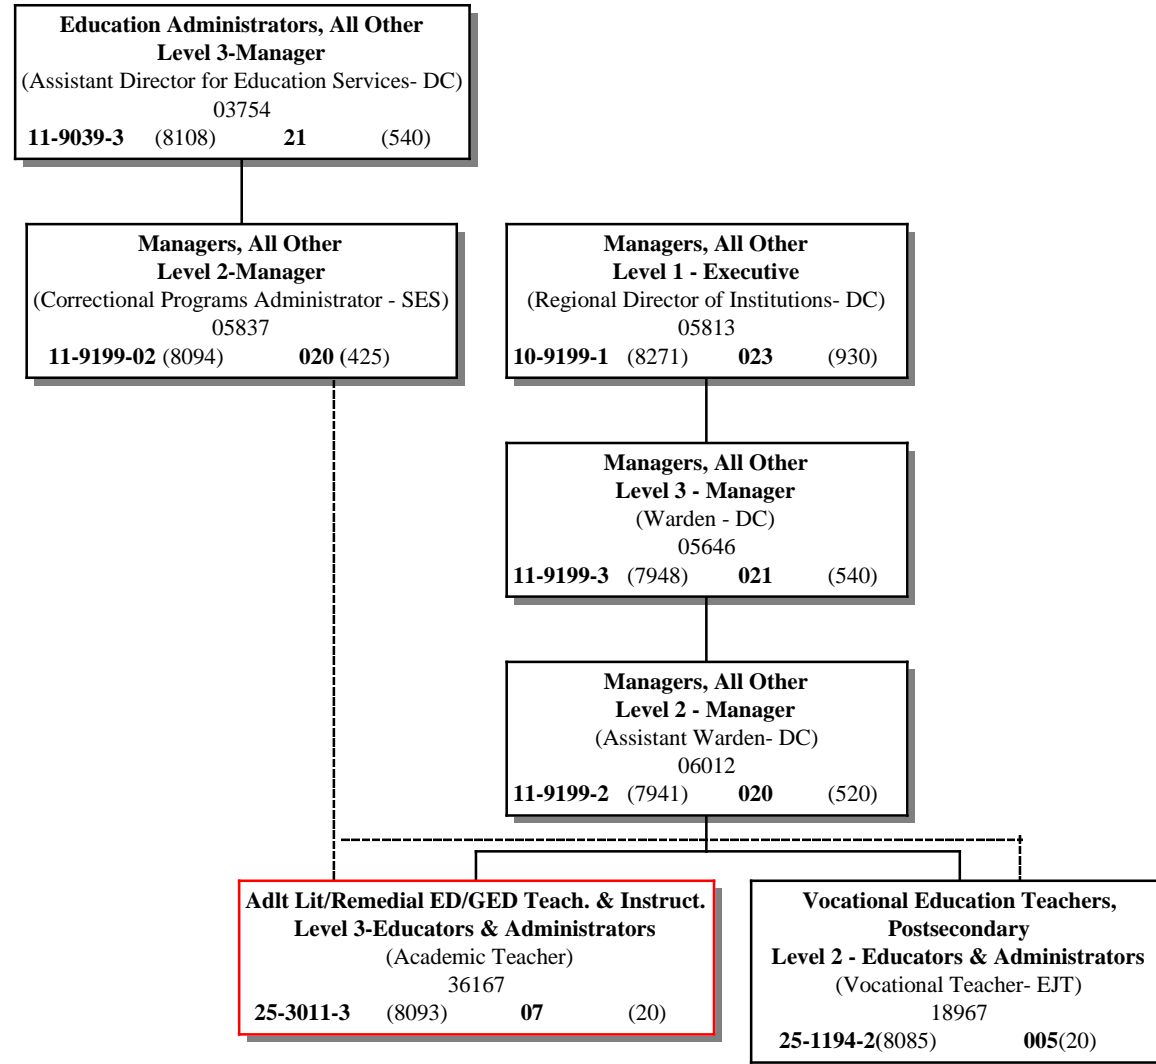 Education Administrators, All Other
Level 3-Manager
(Assistant Director for Education Services- DC)
03754
11-9039-3 (8108) 21 (540)
Managers, All Other
Level 2-Manager
(Correctional Programs Administrator - SES)
05837
11-9199-02 (8094) 020 (425)
Managers, All Other
Level 1 - Executive
(Regional Director of Institutions- DC)
05813
10-9199-1 (8271) 023 (930)
Managers, All Other
Level 3 - Manager
(Warden - DC)
05646
11-9199-3 (7948) 021 (540)
Managers, All Other
Level 2 - Manager
(Assistant Warden- DC)
06012
11-9199-2 (7941) 020 (520)
Adlt Lit/Remedial ED/GED Teach. & Instruct.
Level 3-Educators & Administrators
(Academic Teacher)
36167
25-3011-3 (8093) 07 (20)
Vocational Education Teachers,
Postsecondary
Level 2 - Educators & Administrators
(Vocational Teacher- EJT)
18967
25-1194-2(8085) 005(20)